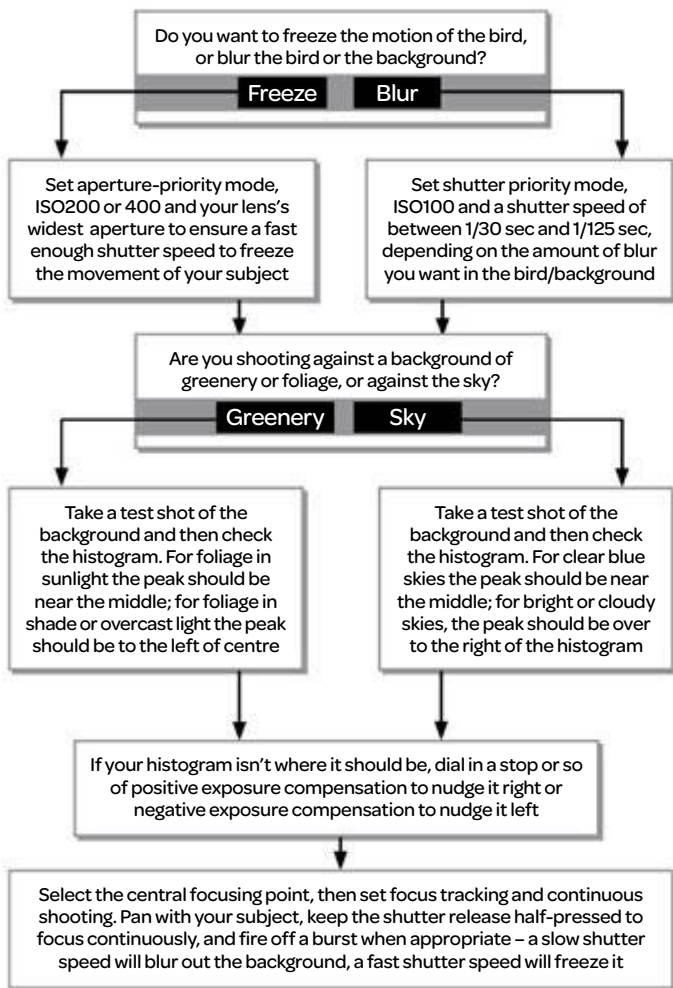 Do you want to freeze the motion of the bird,
or blur the bird or the background?
Freeze
Blur
Set aperture-priority mode,
ISO200 or 400 and your lens's
widest aperture to ensure a fast
enough shutter speed to freeze
the movement of your subject
Set shutter priority mode,
ISO100 and a shutter speed of
between 1/30 sec and 1/125 sec,
depending on the amount of blur
you want in the bird/background
Are you shooting against a background of
greenery or foliage, or against the sky?
Greenery
Sky
Take a test shot of the
background and then check
the histogram. For foliage in
sunlight the peak should be
near the middle; for foliage in
shade or overcast light the peak
should be to the left of centre
Take a test shot of the
background and then check
the histogram. For clear blue
skies the peak should be near
the middle; for bright or cloudy
skies, the peak should be over
to the right of the histogram
If your histogram isn't where it should be, dial in a stop or so
of positive exposure compensation to nudge it right or
negative exposure compensation to nudge it left
Select the central focusing point, then set focus tracking and continuous
shooting. Pan with your subject, keep the shutter release half-pressed to
focus continuously, and fire off a burst when appropriate – a slow shutter
speed will blur out the background, a fast shutter speed will freeze it